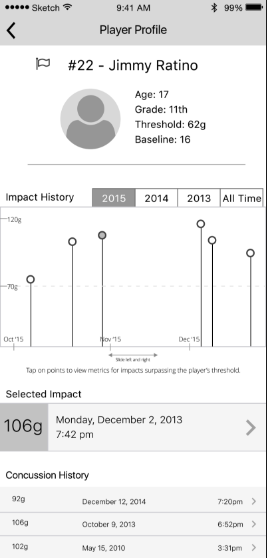 Sketch 9:41 AM 99%
Player Profile
#22 - Jimmy Ratino
Age: 17
Grade: 11th
Threshold: 62g
Baseline: 16
Impact History 2015 2014 2013 All Time
120g
70g
Oct '15 Nov '15 Dec '15
Slide left and right
Tap on points to view metrics for impacts surpassing the player's threshold.
Selected Impact
106g
Monday, December 2, 2013
7:42 pm
Concussion History
92g December 12, 2014 7:20pm
106g October 9, 2013 6:52pm
102g May 15, 2010 3:31pm